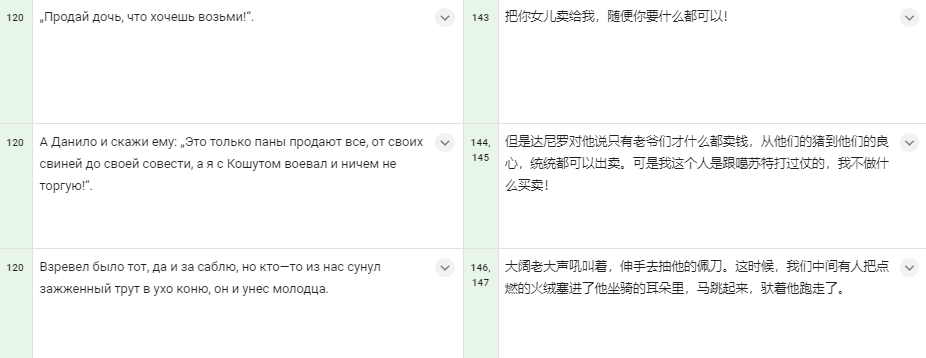 120
„Продай дочь, что хочешь возьми!“.
143
把你女儿卖给我，随便你要什么都可以！
120
А Данило и скажи ему: „Это только паны продают все, от своих
свиней до своей совести, а я с Кошутом воевал и ничем не
торгую!“.
144,
145
但是达尼罗对他说只有老爷们才什么都卖钱，从他们的猪到他们的良
心，统统都可以出卖。可是我这个人是跟噶苏特打过仗的，我不做什
么买卖！
120
Взревел было тот, да и за саблю, но кто—то из нас сунул
зажженный трут в ухо коню, он и унес молодца.
146,
147
大阔老大声吼叫着，伸手去抽他的佩刀。这时候，我们中间有人把点
燃的火绒塞进了他坐骑的耳朵里，马跳起来，驮着他跑走了。